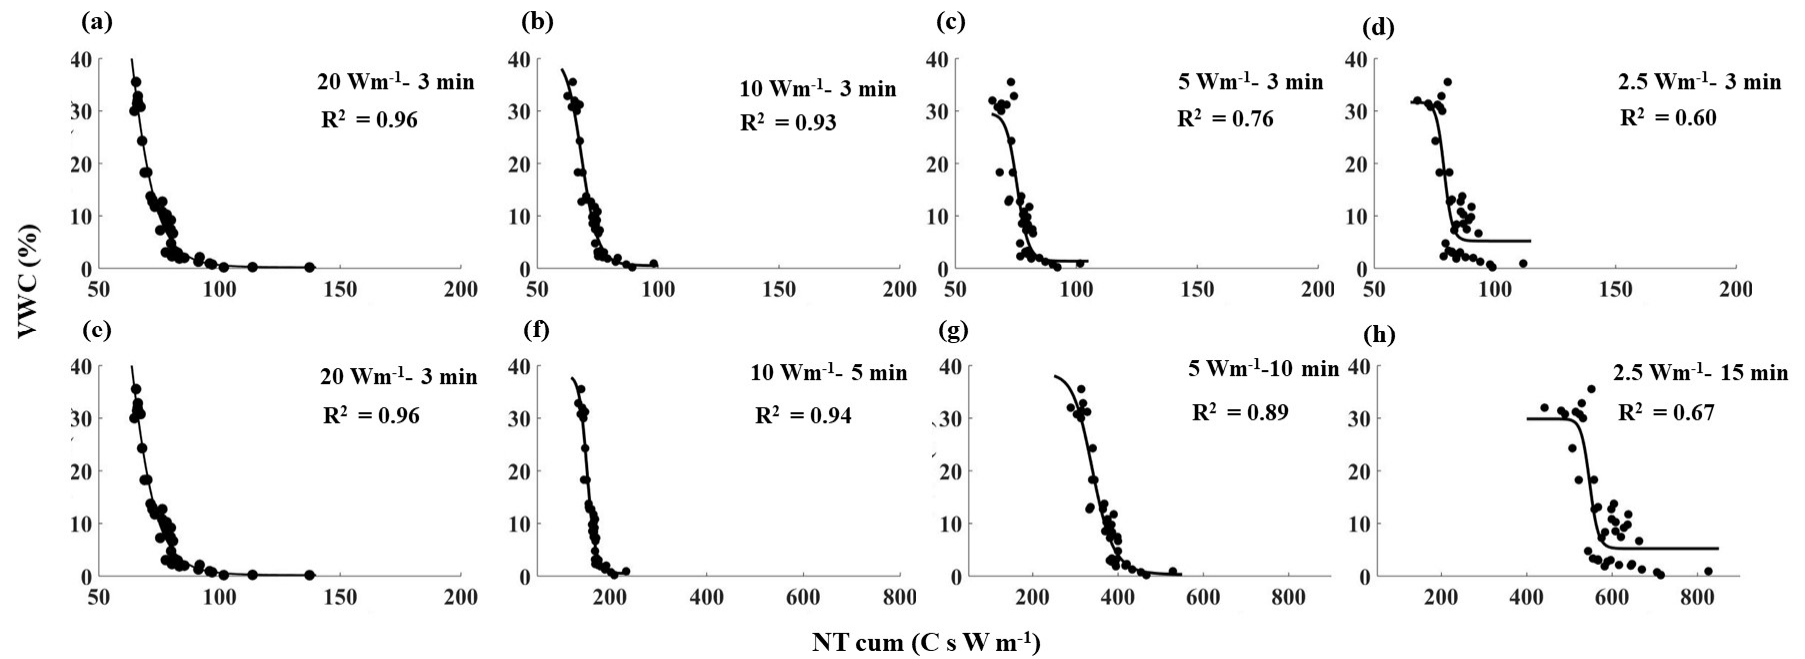 (a)
(b)
(c)
(d)
20 Wm⁻¹- 3 min
R² = 0.96
10 Wm⁻¹- 3 min
R² = 0.93
5 Wm⁻¹- 3 min
R² = 0.76
2.5 Wm⁻¹- 3 min
R² = 0.60
40
30
20
10
0
50 100 150 200
40
30
20
10
0
50 100 150 200
40
30
20
10
0
50 100 150 200
40
30
20
10
0
50 100 150 200
VWC (%)
(e)
(f)
(g)
(h)
20 Wm⁻¹- 3 min
R² = 0.96
10 Wm⁻¹- 5 min
R² = 0.94
5 Wm⁻¹-10 min
R² = 0.89
2.5 Wm⁻¹- 15 min
R² = 0.67
40
30
20
10
0
50 100 150 200
40
30
20
10
0
200 400 600 800
40
30
20
10
0
200 400 600 800
40
30
20
10
0
200 400 600 800
NT cum (C s W m⁻¹)